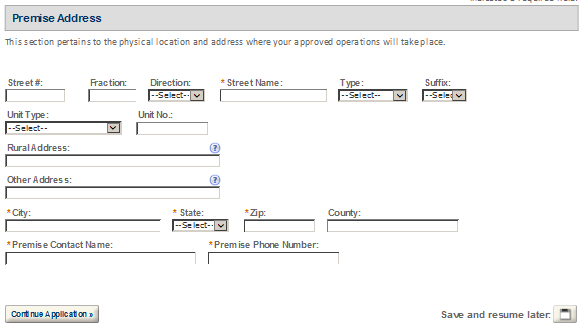 Premise Address
This section pertains to the physical location and address where your approved operations will take place.
Street #: Fraction: Direction: * Street Name: Type: Suffix:
--Select-- --Select-- --Selec
Unit Type: Unit No.:
--Select--
Rural Address: ?
Other Address: ?
* City: * State: * Zip: County:
--Select--
* Premise Contact Name: * Premise Phone Number:
Continue Application » Save and resume later: